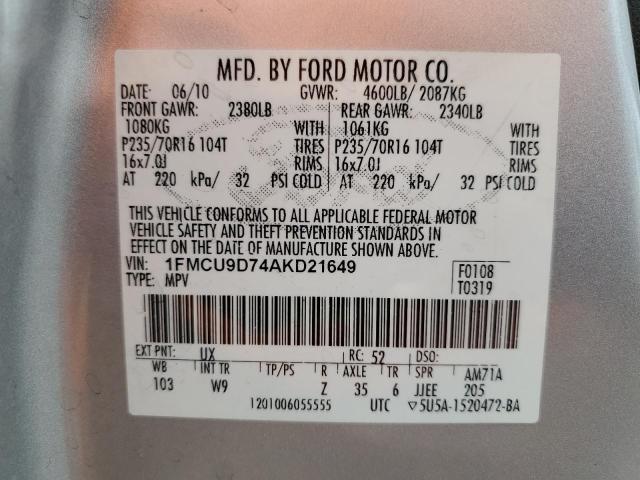 MFD. BY FORD MOTOR CO.
DATE: 06/10 GVWR: 4600LB/ 2087KG
FRONT GAWR: 2380LB REAR GAWR: 2340LB
1080KG WITH 1061KG WITH
P235/70R16 104T TIRES P235/70R16 104T TIRES
16x7.0J RIMS 16x7.0J RIMS
AT 220 kPa/ 32 PSI COLD AT 220 kPa/ 32 PSI COLD
THIS VEHICLE CONFORMS TO ALL APPLICABLE FEDERAL MOTOR
VEHICLE SAFETY AND THEFT PREVENTION STANDARDS IN
EFFECT ON THE DATE OF MANUFACTURE SHOWN ABOVE.
VIN: 1FMCU9D74AKD21649 F0108
TYPE: MPV T0319
EXT PNT: UX RC: 52 DSO:
WB INT TR TP/PS R AXLE TR SPR AM71A
103 W9 Z 35 6 JJEE 205
1201006055555 UTC ▽5U5A-1520472-BA